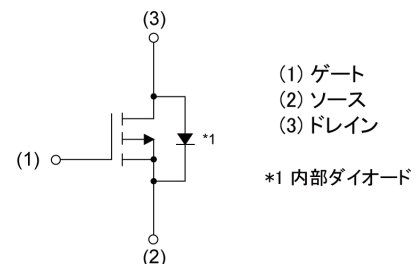 (3)
(1) ゲート
(2) ソース
(3) ドレイン
*1
(1)
*1 内部ダイオード
(2)